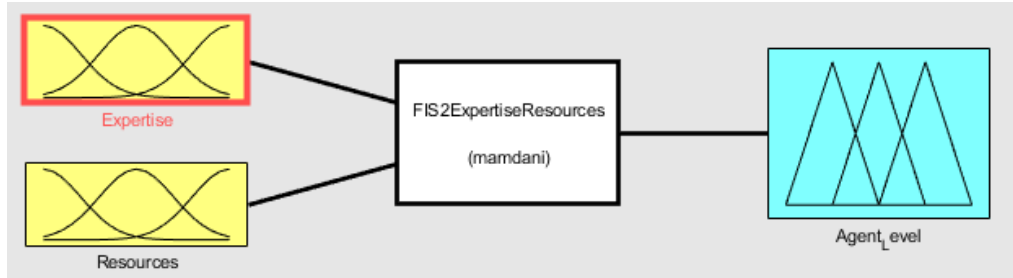 Expertise
Resources
FIS2ExpertiseResources
(mamdani)
Agent_Level